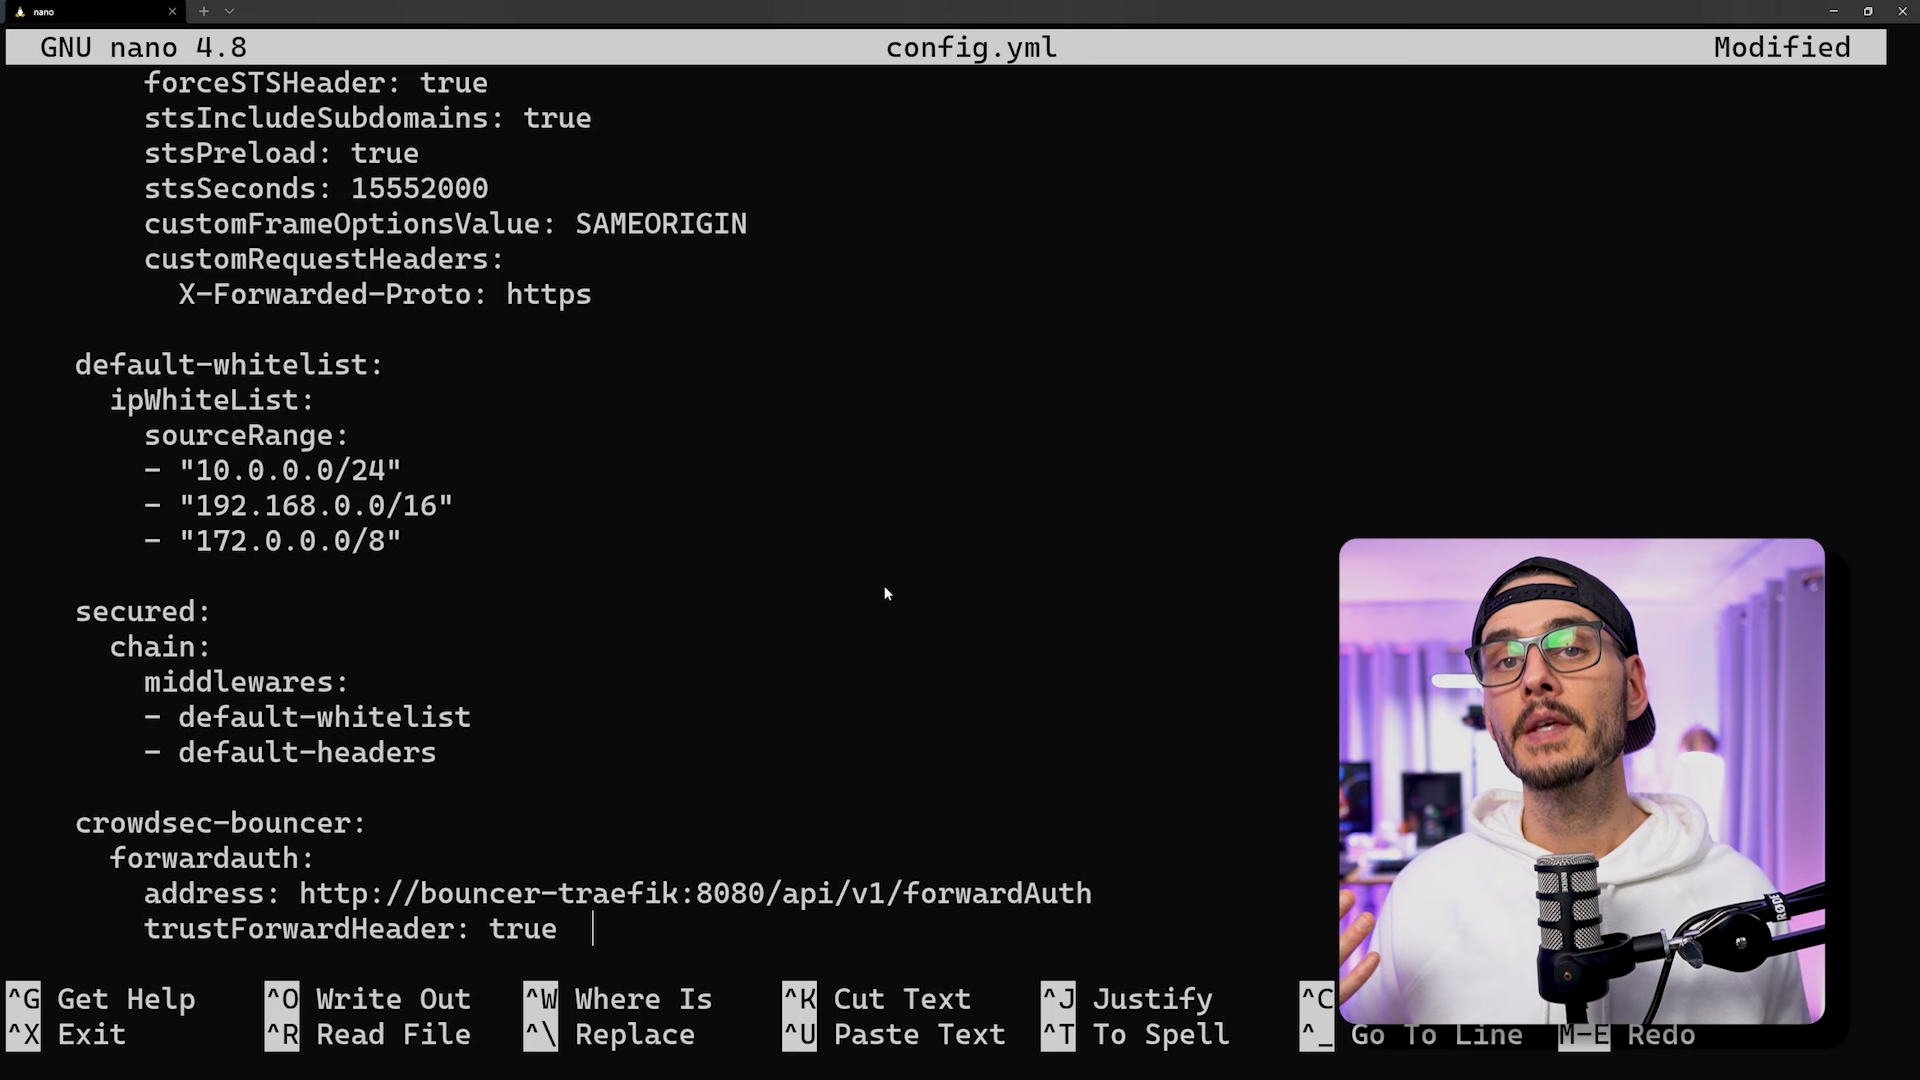 nano
GNU nano 4.8 config.yml Modified
forceSTSHeader: true
stsIncludeSubdomains: true
stsPreload: true
stsSeconds: 15552000
customFrameOptionsValue: SAMEORIGIN
customRequestHeaders:
X-Forwarded-Proto: https
default-whitelist:
ipWhiteList:
sourceRange:
- "10.0.0.0/24"
- "192.168.0.0/16"
- "172.0.0.0/8"
secured:
chain:
middlewares:
- default-whitelist
- default-headers
crowdsec-bouncer:
forwardauth:
address: http://bouncer-traefik:8080/api/v1/forwardAuth
trustForwardHeader: true
RØDE
^G Get Help ^O Write Out ^W Where Is ^K Cut Text ^J Justify ^C
^X Exit ^R Read File ^\ Replace ^U Paste Text ^T To Spell ^_ Go To Line M-E Redo